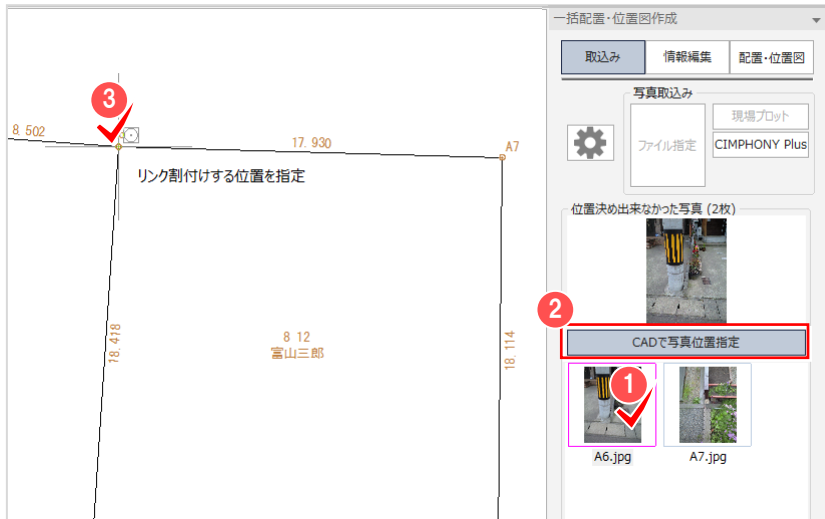 一括配置・位置図作成
取込み
情報編集
配置・位置図
写真取込み
ファイル指定
現場プロット
CIMPHONY Plus
位置決め出来なかった写真 (2枚)
2
CADで写真位置指定
1
A6.jpg
A7.jpg
3
8.502
17.930
A7
リンク割付けする位置を指定
18.418
8 12
富山三郎
18.114